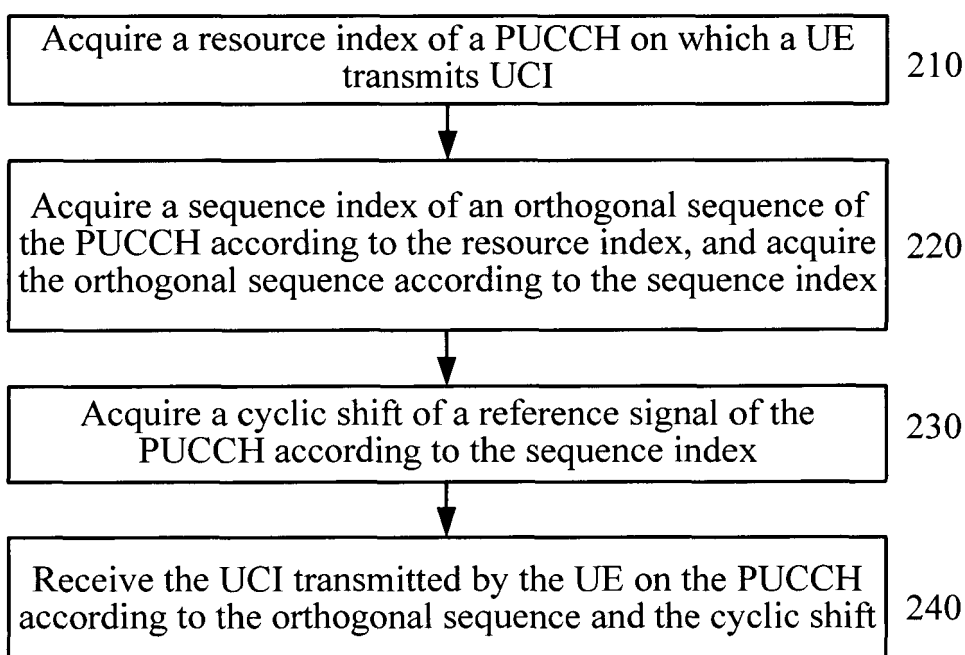 Acquire a resource index of a PUCCH on which a UE
transmits UCI
210
Acquire a sequence index of an orthogonal sequence of
the PUCCH according to the resource index, and acquire
the orthogonal sequence according to the sequence index
220
Acquire a cyclic shift of a reference signal of the
PUCCH according to the sequence index
230
Receive the UCI transmitted by the UE on the PUCCH
according to the orthogonal sequence and the cyclic shift
240